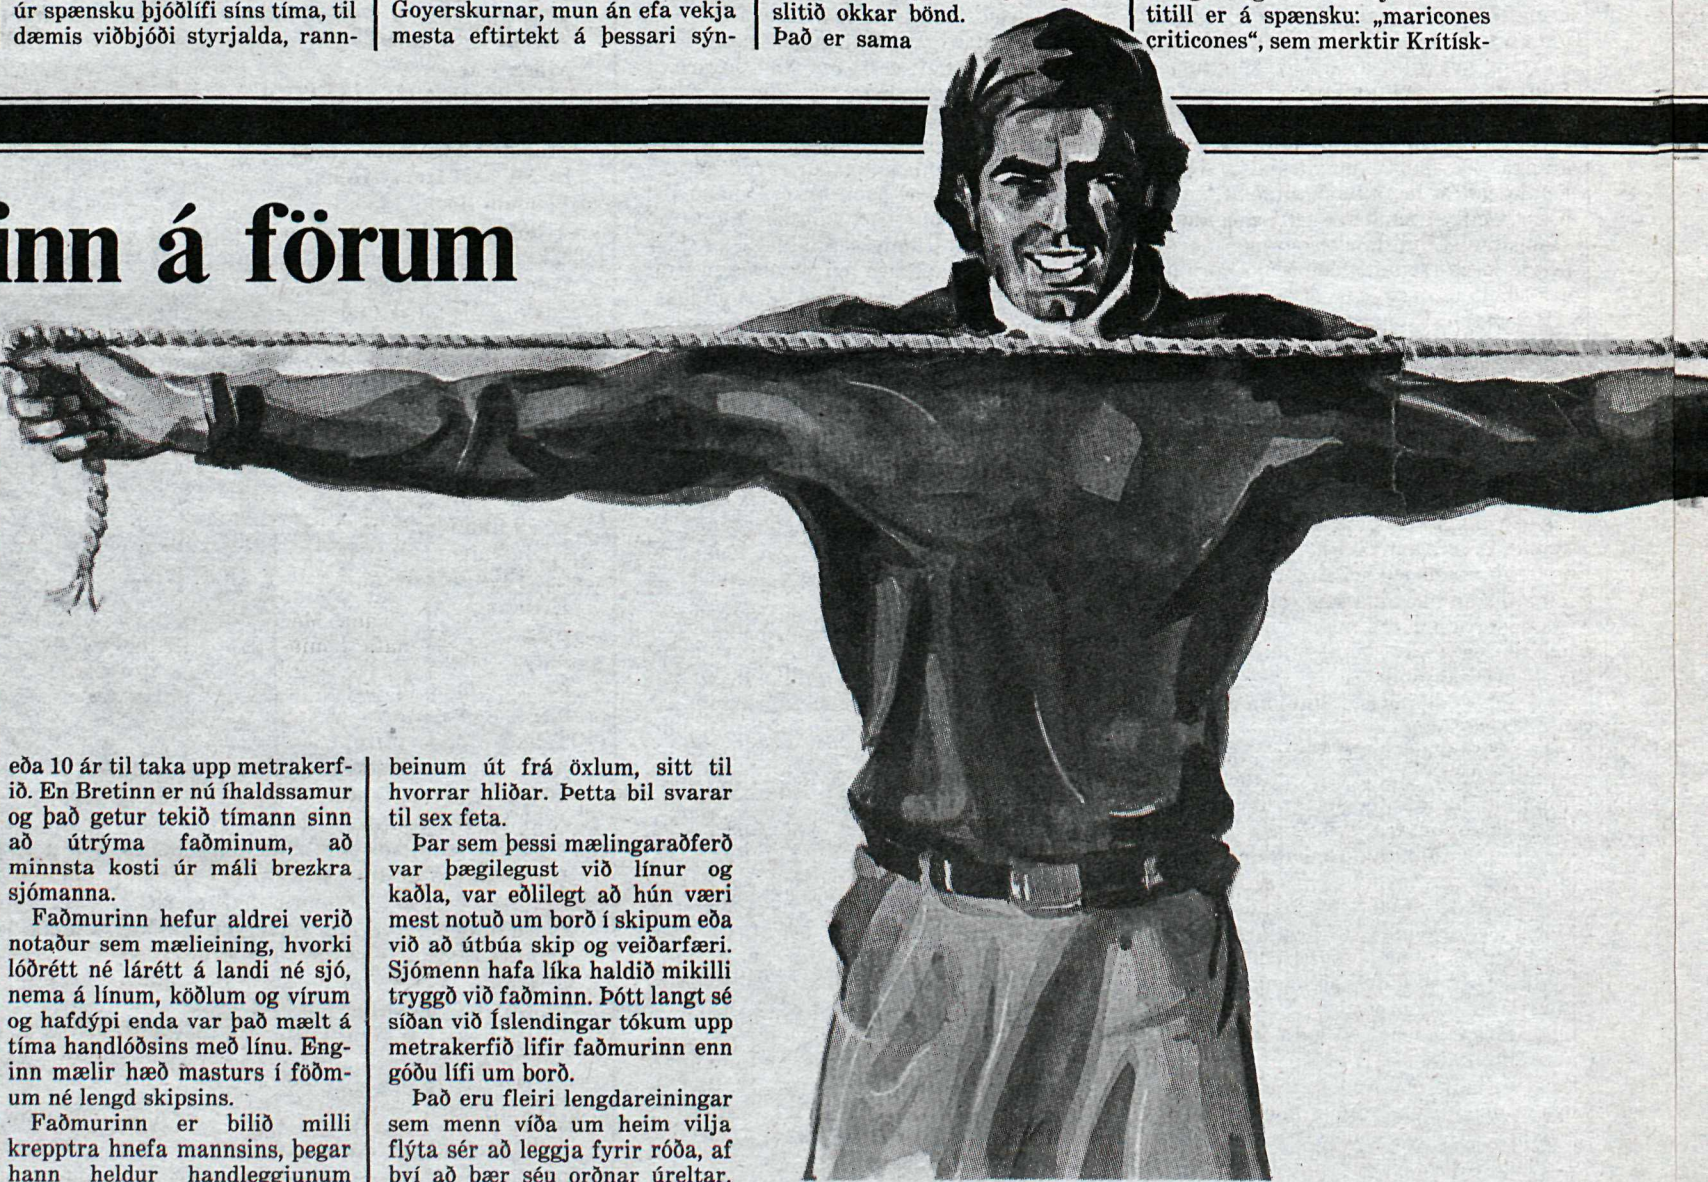 úr spænsku þjóðlífi síns tíma, til
dæmis viðbjóði styrjalda, rann-
Goyerskurnar, mun án efa vekja
mesta eftirtekt á þessari sýn-
slitið okkar bönd.
Það er sama
titill er á spænsku: „maricones
criticones“, sem merktir Krítísk-
inn á förum
eða 10 ár til taka upp metrakerf-
ið. En Bretinn er nú íhaldssamur
og það getur tekið tímann sinn
að útrýma faðminum, að
minnsta kosti úr máli brezkra
sjómanna.
Faðmurinn hefur aldrei verið
notaður sem mælieining, hvorki
lóðrétt né lárétt á landi né sjó,
nema á línum, köðlum og vírum
og hafdýpi enda var það mælt á
tíma handlóðsins með línu. Eng-
inn mælir hæð masturs í föðm-
um né lengd skipsins.
Faðmurinn er bilið milli
krepptra hnefa mannsins, þegar
hann heldur handleggjunum
beinum út frá öxlum, sitt til
hvorrar hliðar. Þetta bil svarar
til sex feta.
Þar sem þessi mælingaraðferð
var þægilegust við línur og
kaðla, var eðlilegt að hún væri
mest notuð um borð í skipum eða
við að útbúa skip og veiðarfæri.
Sjómenn hafa líka haldið mikilli
tryggð við faðminn. Þótt langt sé
síðan við Íslendingar tókum upp
metrakerfið lifir faðmurinn enn
góðu lífi um borð.
Það eru fleiri lengdareiningar
sem menn víða um heim vilja
flýta sér að leggja fyrir róða, af
því að þær séu orðnar úreltar.